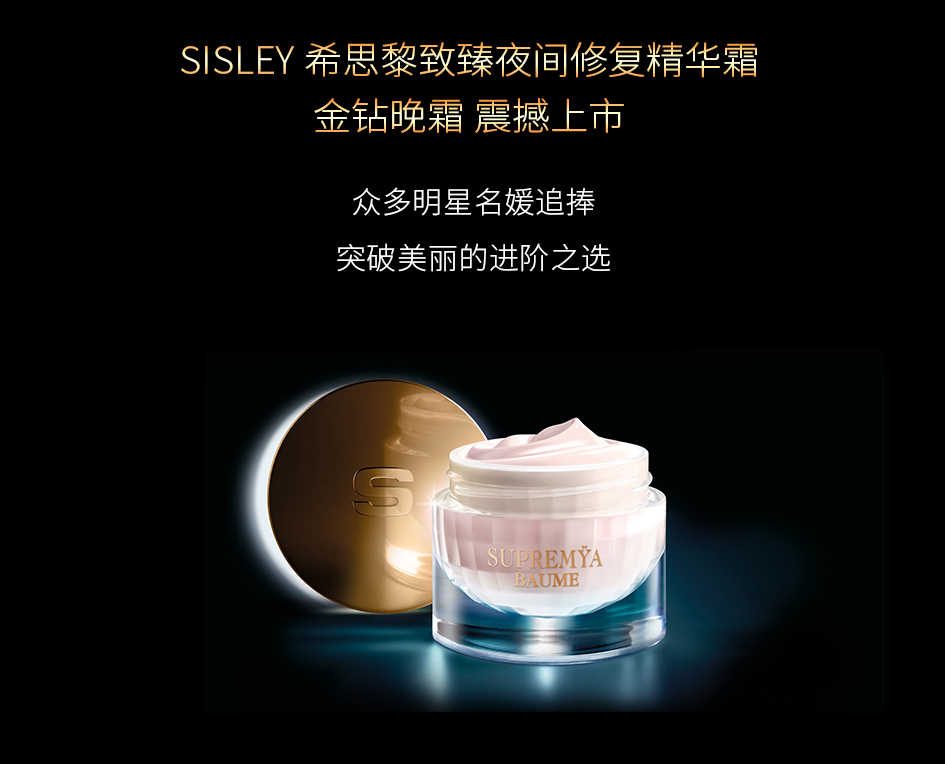 SISLEY 希思黎致臻夜间修复精华霜
金钻晚霜 震撼上市
众多明星名媛追捧
突破美丽的进阶之选
S
SUPREMŸA
BAUME